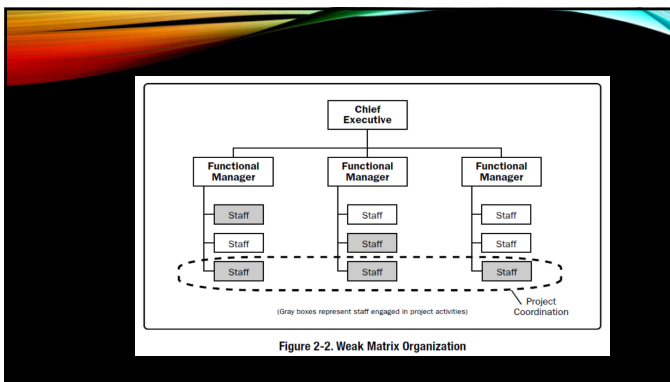 Chief
Executive
Functional
Manager
Functional
Manager
Functional
Manager
Staff
Staff
Staff
Staff
Staff
Staff
Staff
Staff
Staff
Project
Coordination
(Gray boxes represent staff engaged in project activities)
Figure 2-2. Weak Matrix Organization